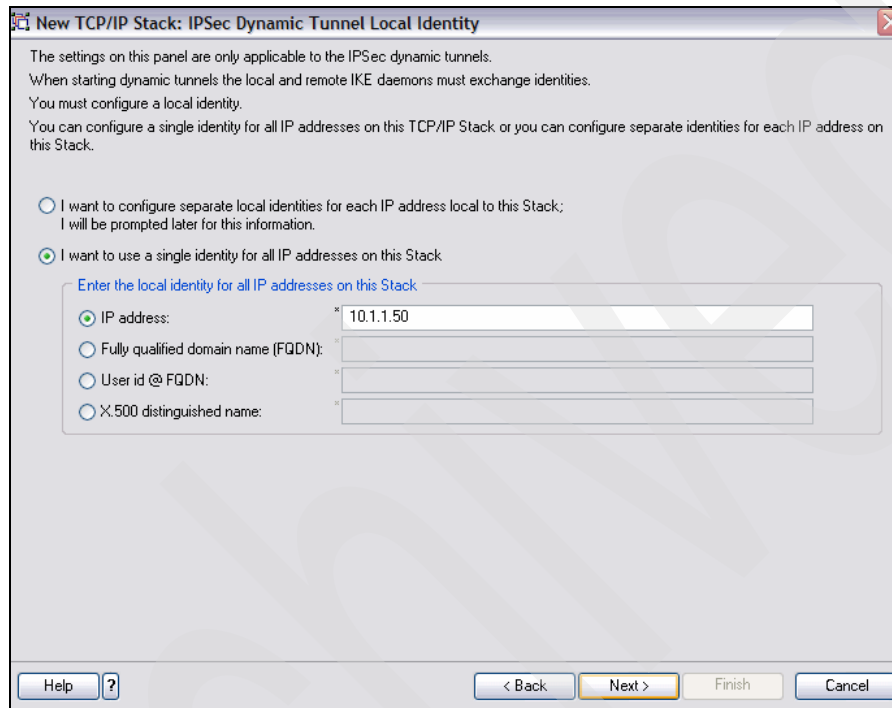 New TCP/IP Stack: IPSec Dynamic Tunnel Local Identity
The settings on this panel are only applicable to the IPSec dynamic tunnels.
When starting dynamic tunnels the local and remote IKE daemons must exchange identities.
You must configure a local identity.
You can configure a single identity for all IP addresses on this TCP/IP Stack or you can configure separate identities for each IP address on
this Stack.
I want to configure separate local identities for each IP address local to this Stack;
I will be prompted later for this information.
I want to use a single identity for all IP addresses on this Stack
Enter the local identity for all IP addresses on this Stack
IP address: * 10.1.1.50
Fully qualified domain name (FQDN): *
User id @ FQDN: *
X.500 distinguished name: *
Help ? < Back Next > Finish Cancel